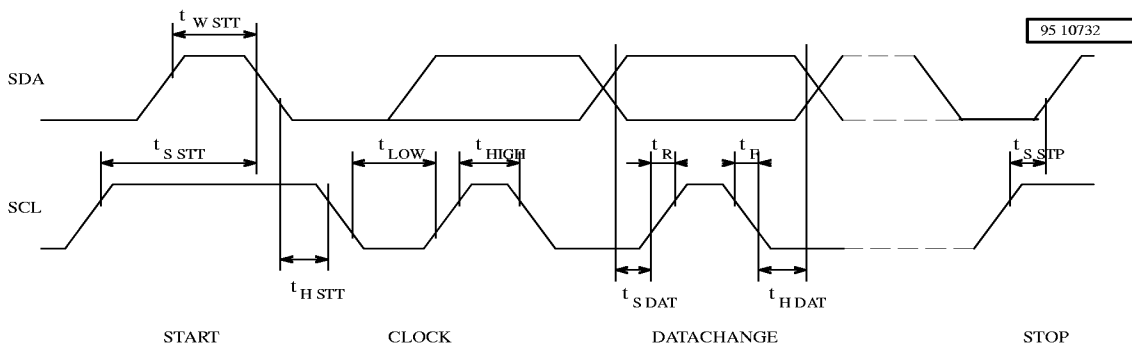 t W STT
95 10732
SDA
t S STT
t LOW
t HIGH
t R
t F
t S STP
SCL
t H STT
t S DAT
t H DAT
START
CLOCK
DATACHANGE
STOP